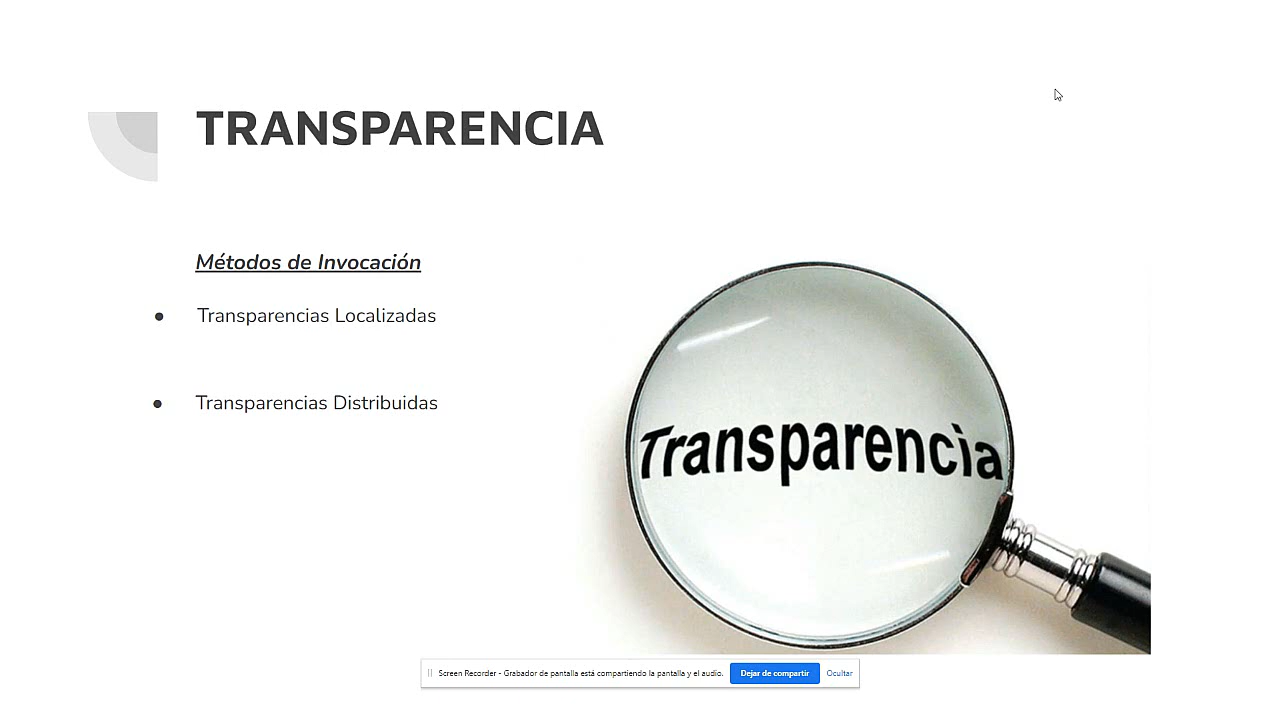 TRANSPARENCIA
Métodos de Invocación
● Transparencias Localizadas
● Transparencias Distribuidas
Transparencia
Screen Recorder - Grabador de pantalla está compartiendo la pantalla y el audio. Dejar de compartir Ocultar